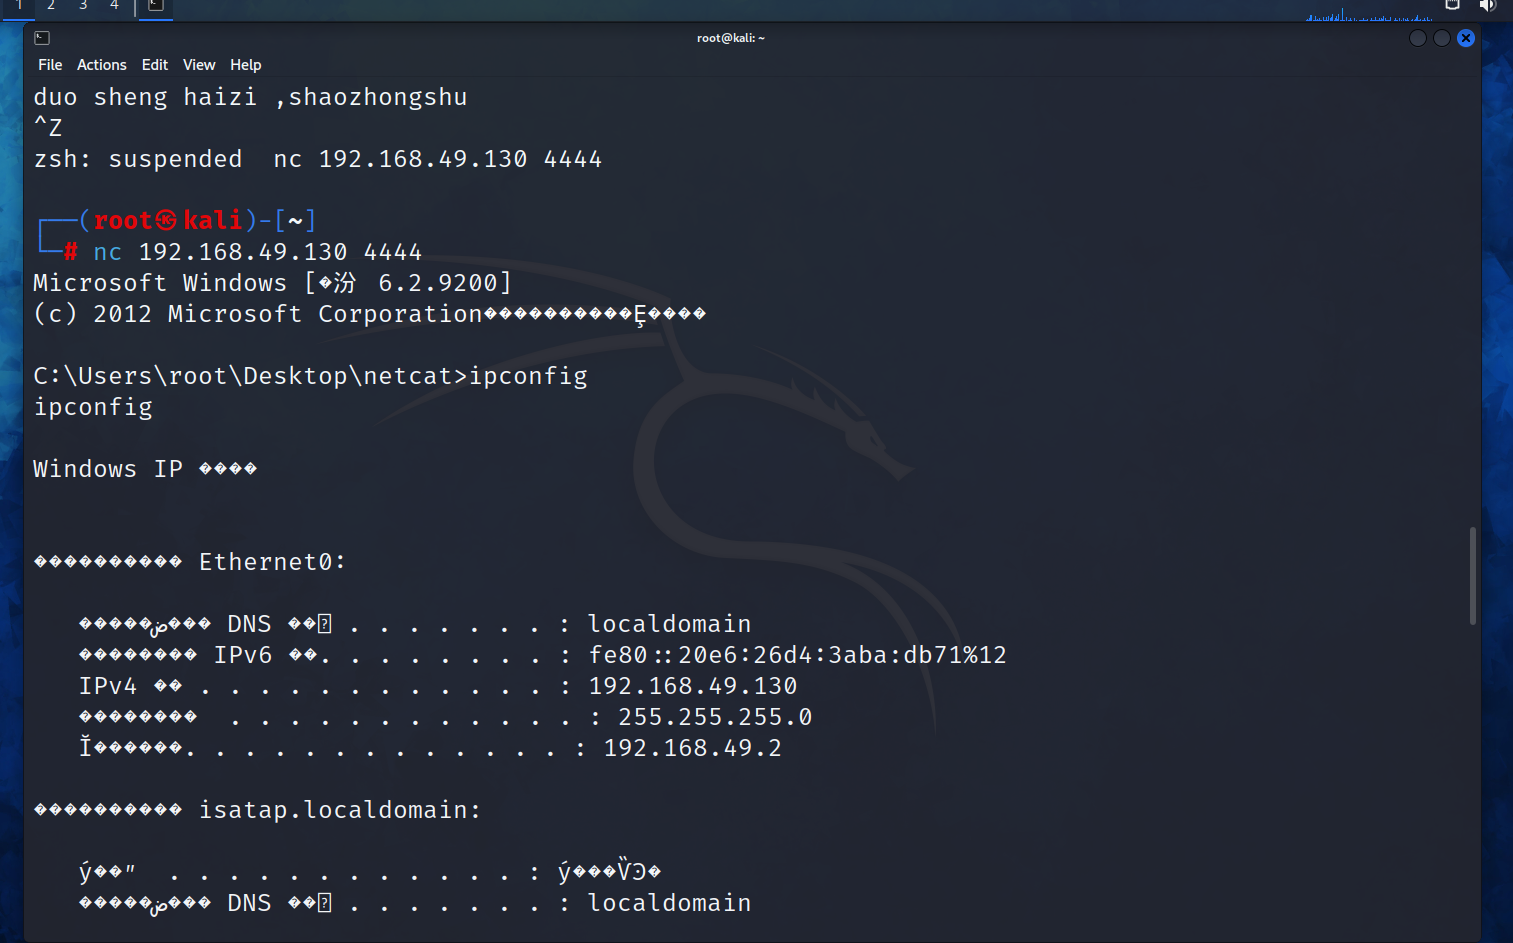 1 2 3 4
root@kali: ~
File Actions Edit View Help
duo sheng haizi ,shaozhongshu
^Z
zsh: suspended  nc 192.168.49.130 4444
┌──(root㉿kali)-[~]
└─# nc 192.168.49.130 4444
Microsoft Windows [�汾 6.2.9200]
(c) 2012 Microsoft Corporation����������Ȩ����
C:\Users\root\Desktop\netcat>ipconfig
ipconfig
Windows IP ����
���������� Ethernet0:
�����ض��� DNS ��׺ . . . . . . . : localdomain
�������� IPv6 ��. . . . . . . . : fe80::20e6:26d4:3aba:db71%12
IPv4 �� . . . . . . . . . . . . : 192.168.49.130
�������� . . . . . . . . . . . . : 255.255.255.0
Ĭ������. . . . . . . . . . . . . : 192.168.49.2
���������� isatap.localdomain:
ý��״ . . . . . . . . . . . . : ý���ѶϿ�
�����ض��� DNS ��׺ . . . . . . . : localdomain